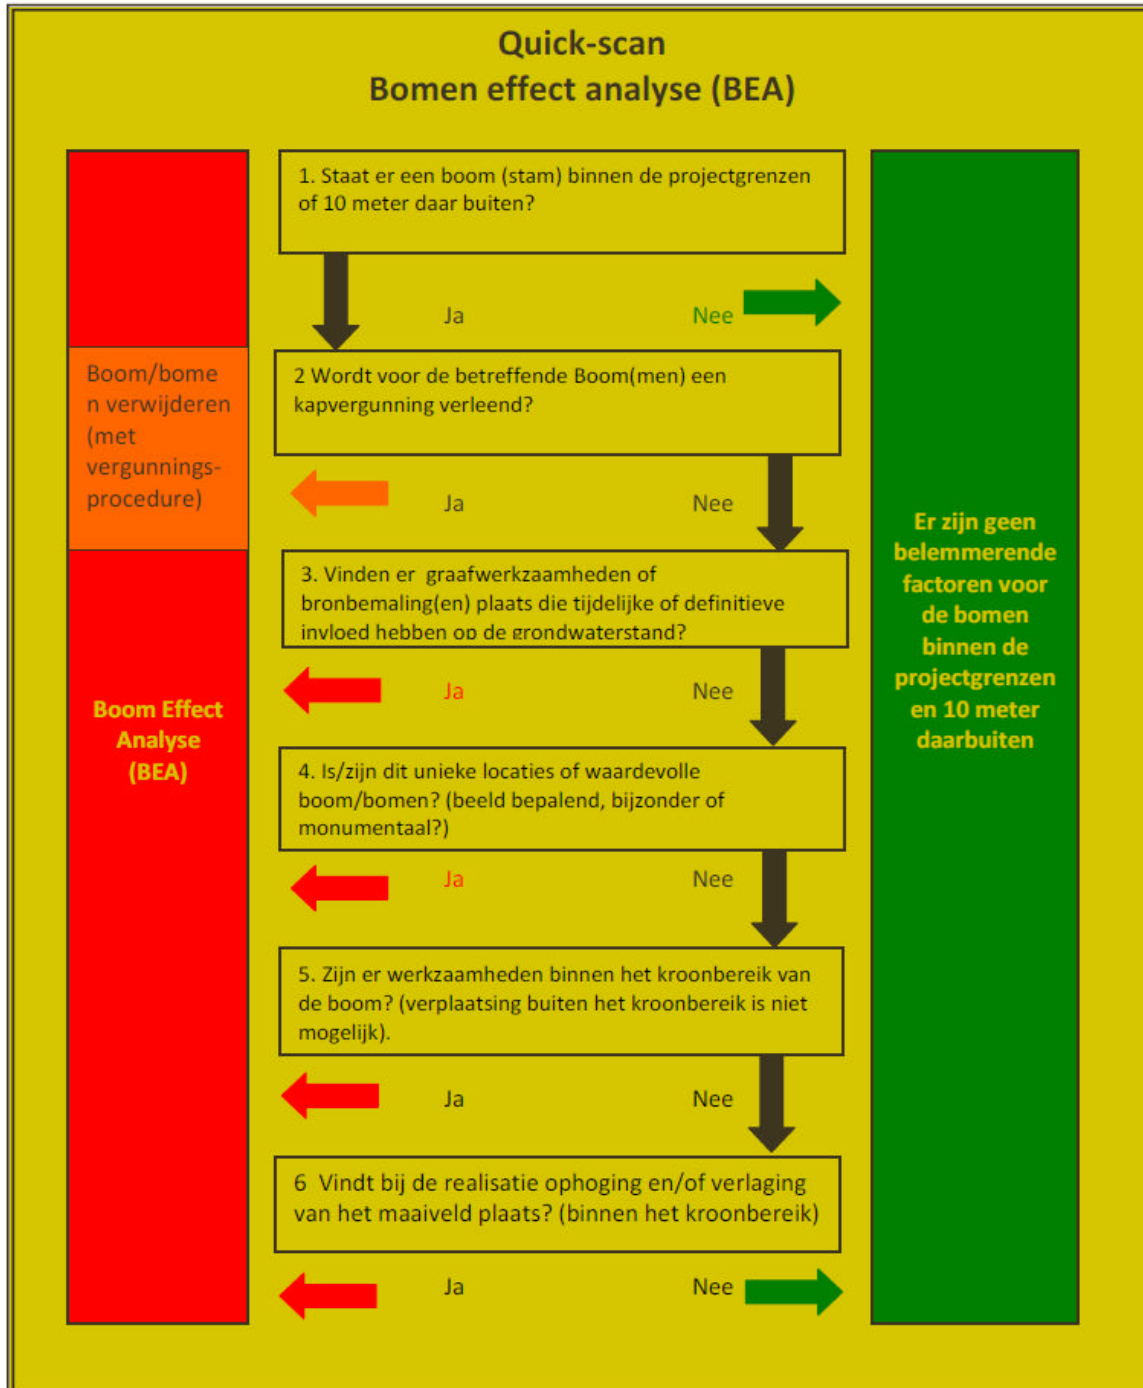 Quick-scan
Bomen effect analyse (BEA)
1. Staat er een boom (stam) binnen de projectgrenzen
of 10 meter daar buiten?
Ja
Nee
Boom/bome
n verwijderen
(met
vergunnings-
procedure)
2 Wordt voor de betreffende Boom(men) een
kapvergunning verleend?
Ja
Nee
3. Vinden er graafwerkzaamheden of
bronbemaling(en) plaats die tijdelijke of definitieve
invloed hebben op de grondwaterstand?
Ja
Nee
Boom Effect
Analyse
(BEA)
4. Is/zijn dit unieke locaties of waardevolle
boom/bomen? (beeld bepalend, bijzonder of
monumentaal?)
Ja
Nee
5. Zijn er werkzaamheden binnen het kroonbereik van
de boom? (verplaatsing buiten het kroonbereik is niet
mogelijk).
Ja
Nee
6 Vindt bij de realisatie ophoging en/of verlaging
van het maaiveld plaats? (binnen het kroonbereik)
Ja
Nee
Er zijn geen
belemmerende
factoren voor
de bomen
binnen de
projectgrenzen
en 10 meter
daarbuiten